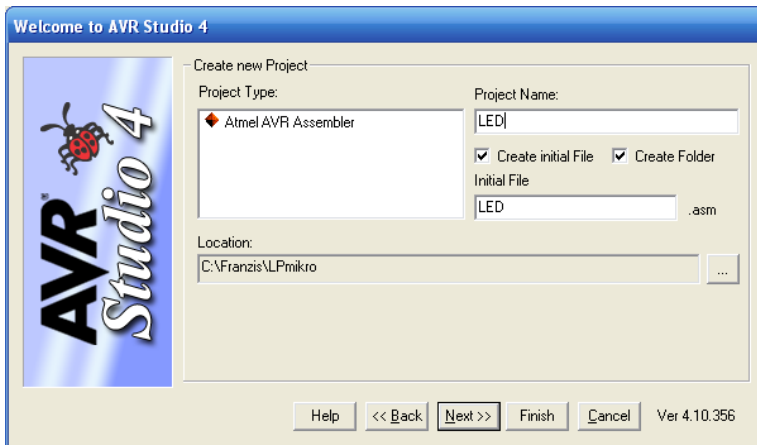 Welcome to AVR Studio 4
AVR® Studio 4
Create new Project
Project Type:
Atmel AVR Assembler
Project Name:
LED
Create initial File
Create Folder
Initial File
LED
.asm
Location:
C:\Franzis\LPmikro
...
Help
<< Back
Next >>
Finish
Cancel
Ver 4.10.356